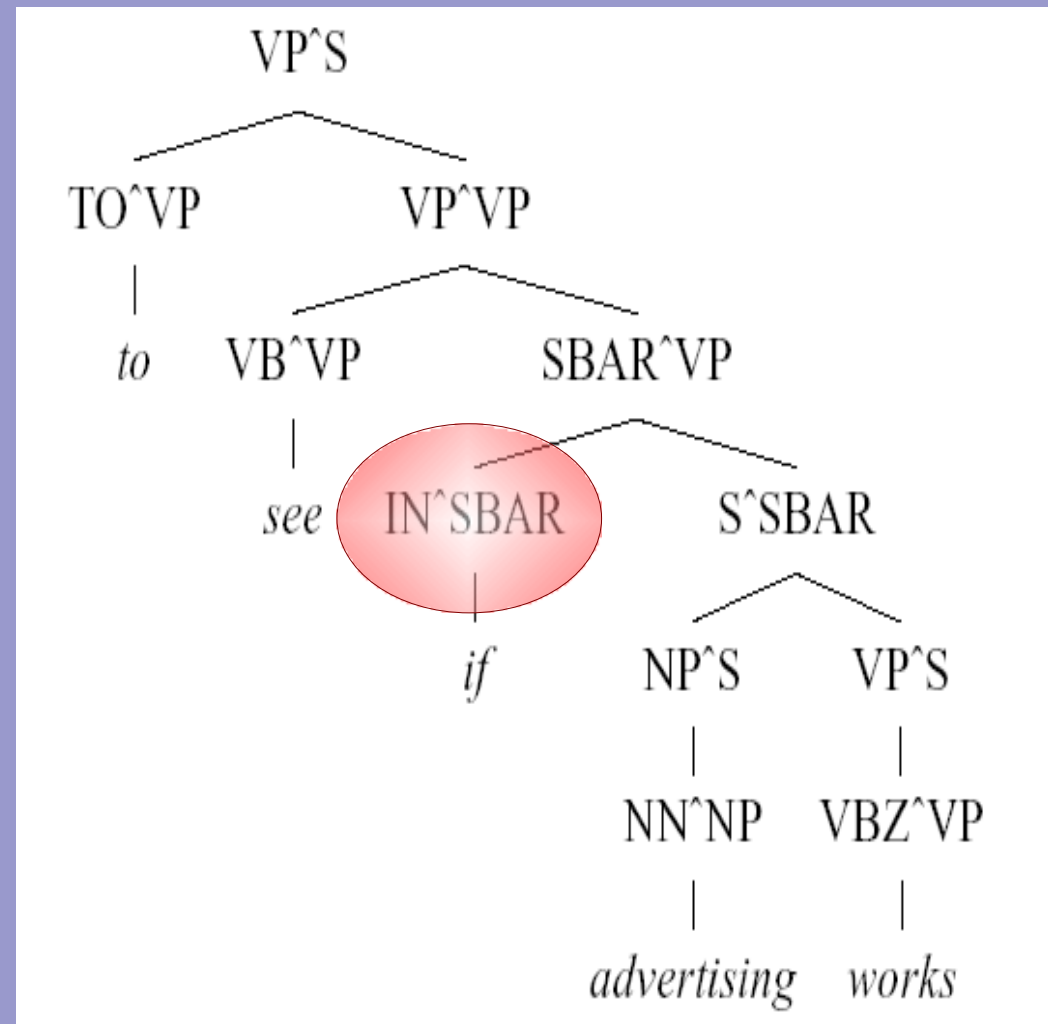 VP^S
TO^VP VP^VP
to VB^VP SBAR^VP
see IN^SBAR S^SBAR
if NP^S VP^S
NN^NP VBZ^VP
advertising works